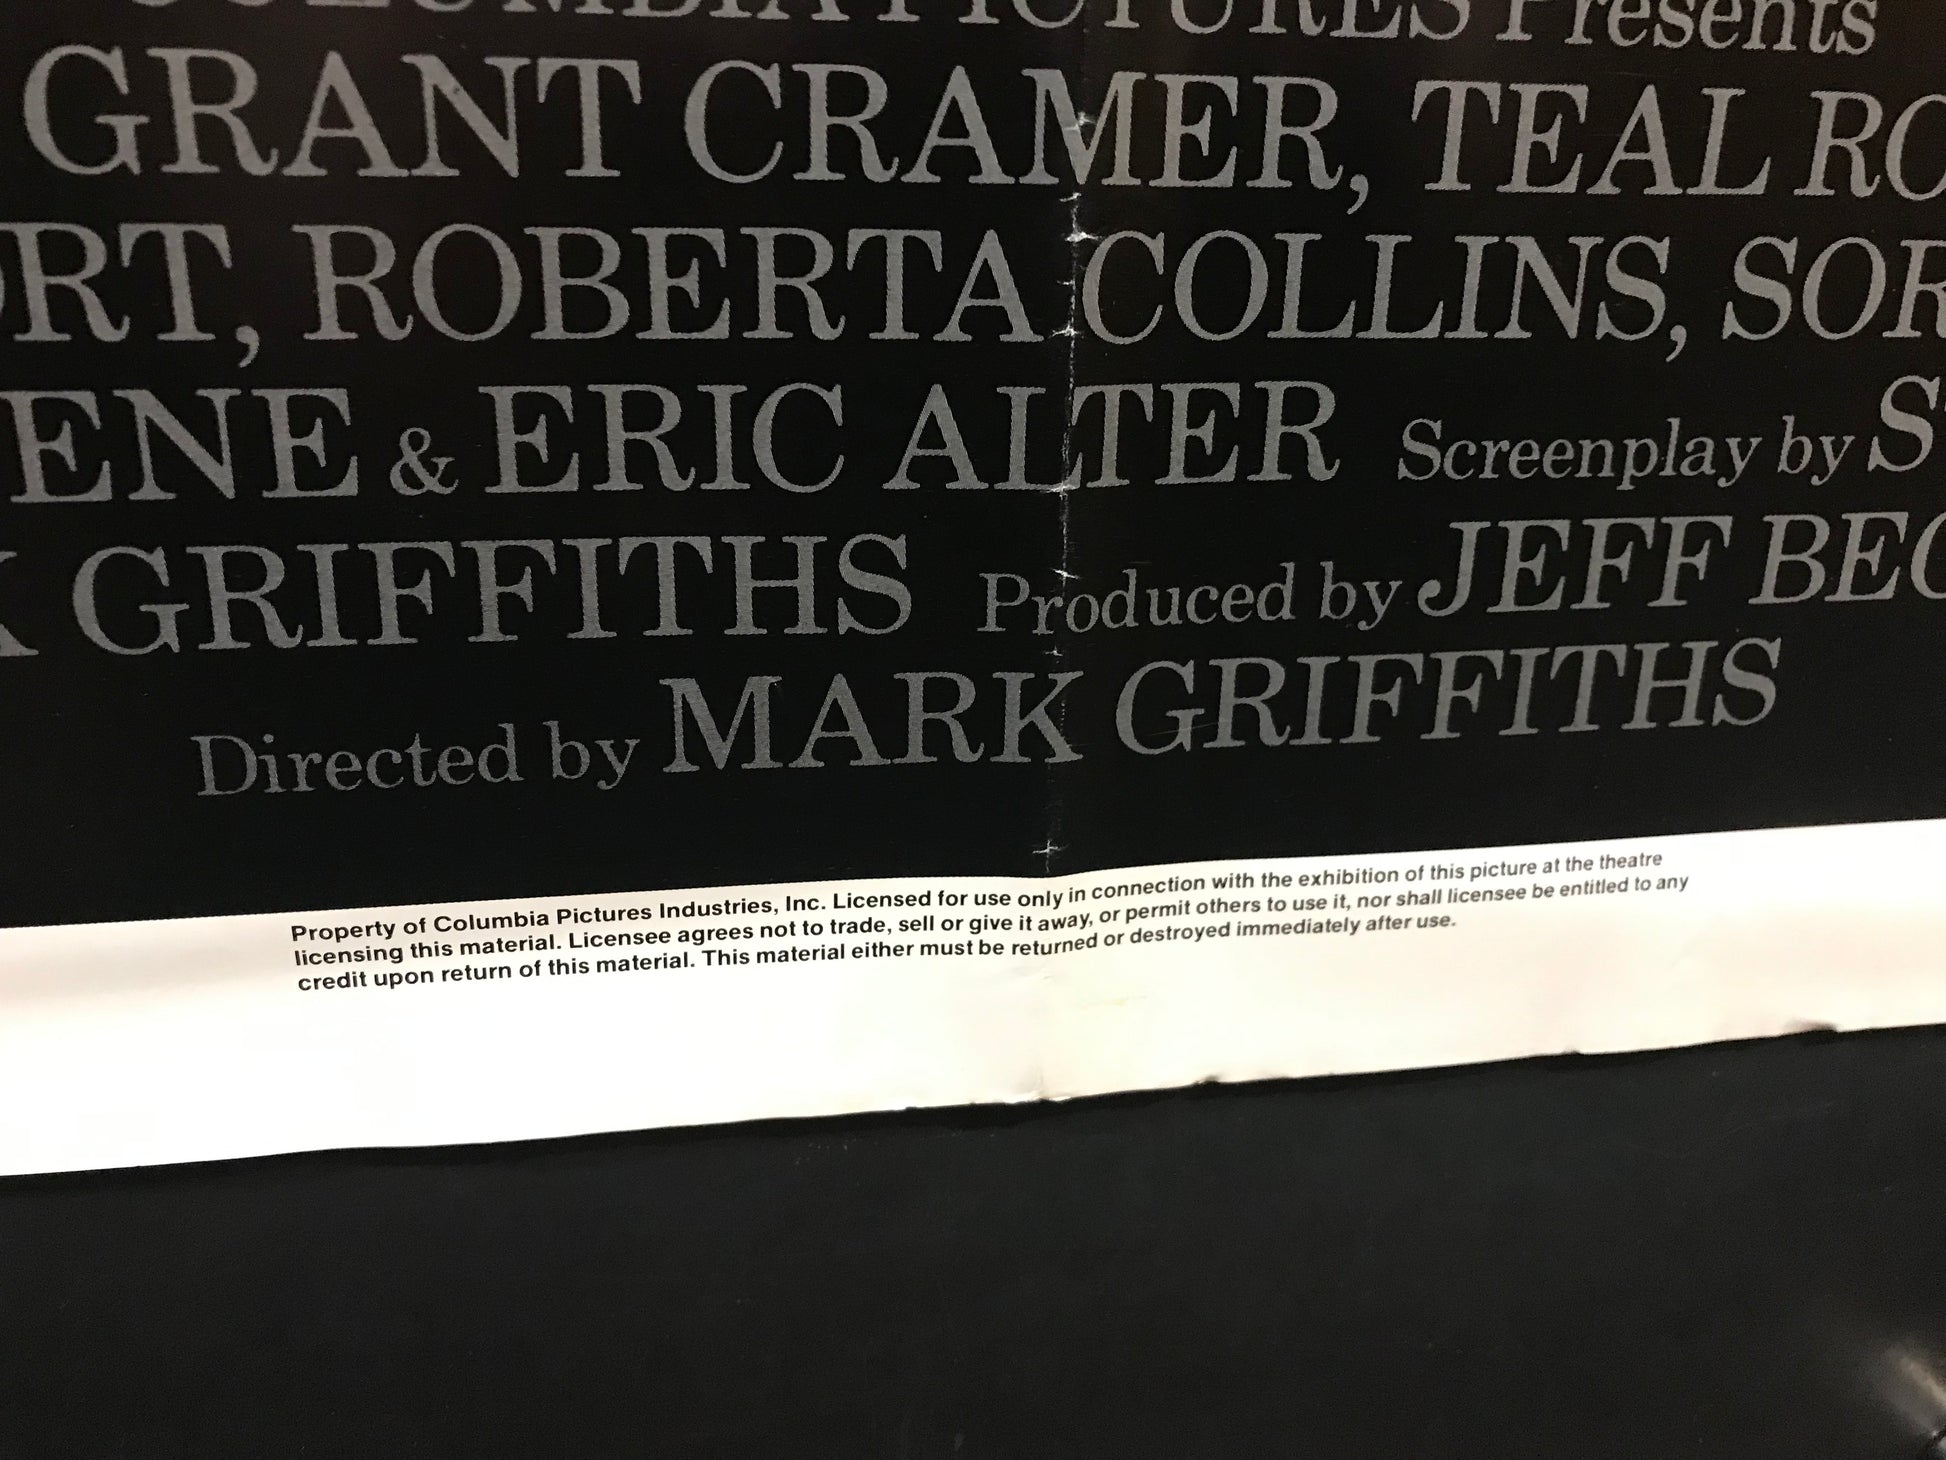 COLUMBIA PICTURES Presents
GRANT CRAMER, TEAL RO
ORT, ROBERTA COLLINS, SOR
ENE & ERIC ALTER Screenplay by S
K GRIFFITHS Produced by JEFF BEC
Directed by MARK GRIFFITHS
Property of Columbia Pictures Industries, Inc. Licensed for use only in connection with the exhibition of this picture at the theatre
licensing this material. Licensee agrees not to trade, sell or give it away, or permit others to use it, nor shall licensee be entitled to any
credit upon return of this material. This material either must be returned or destroyed immediately after use.